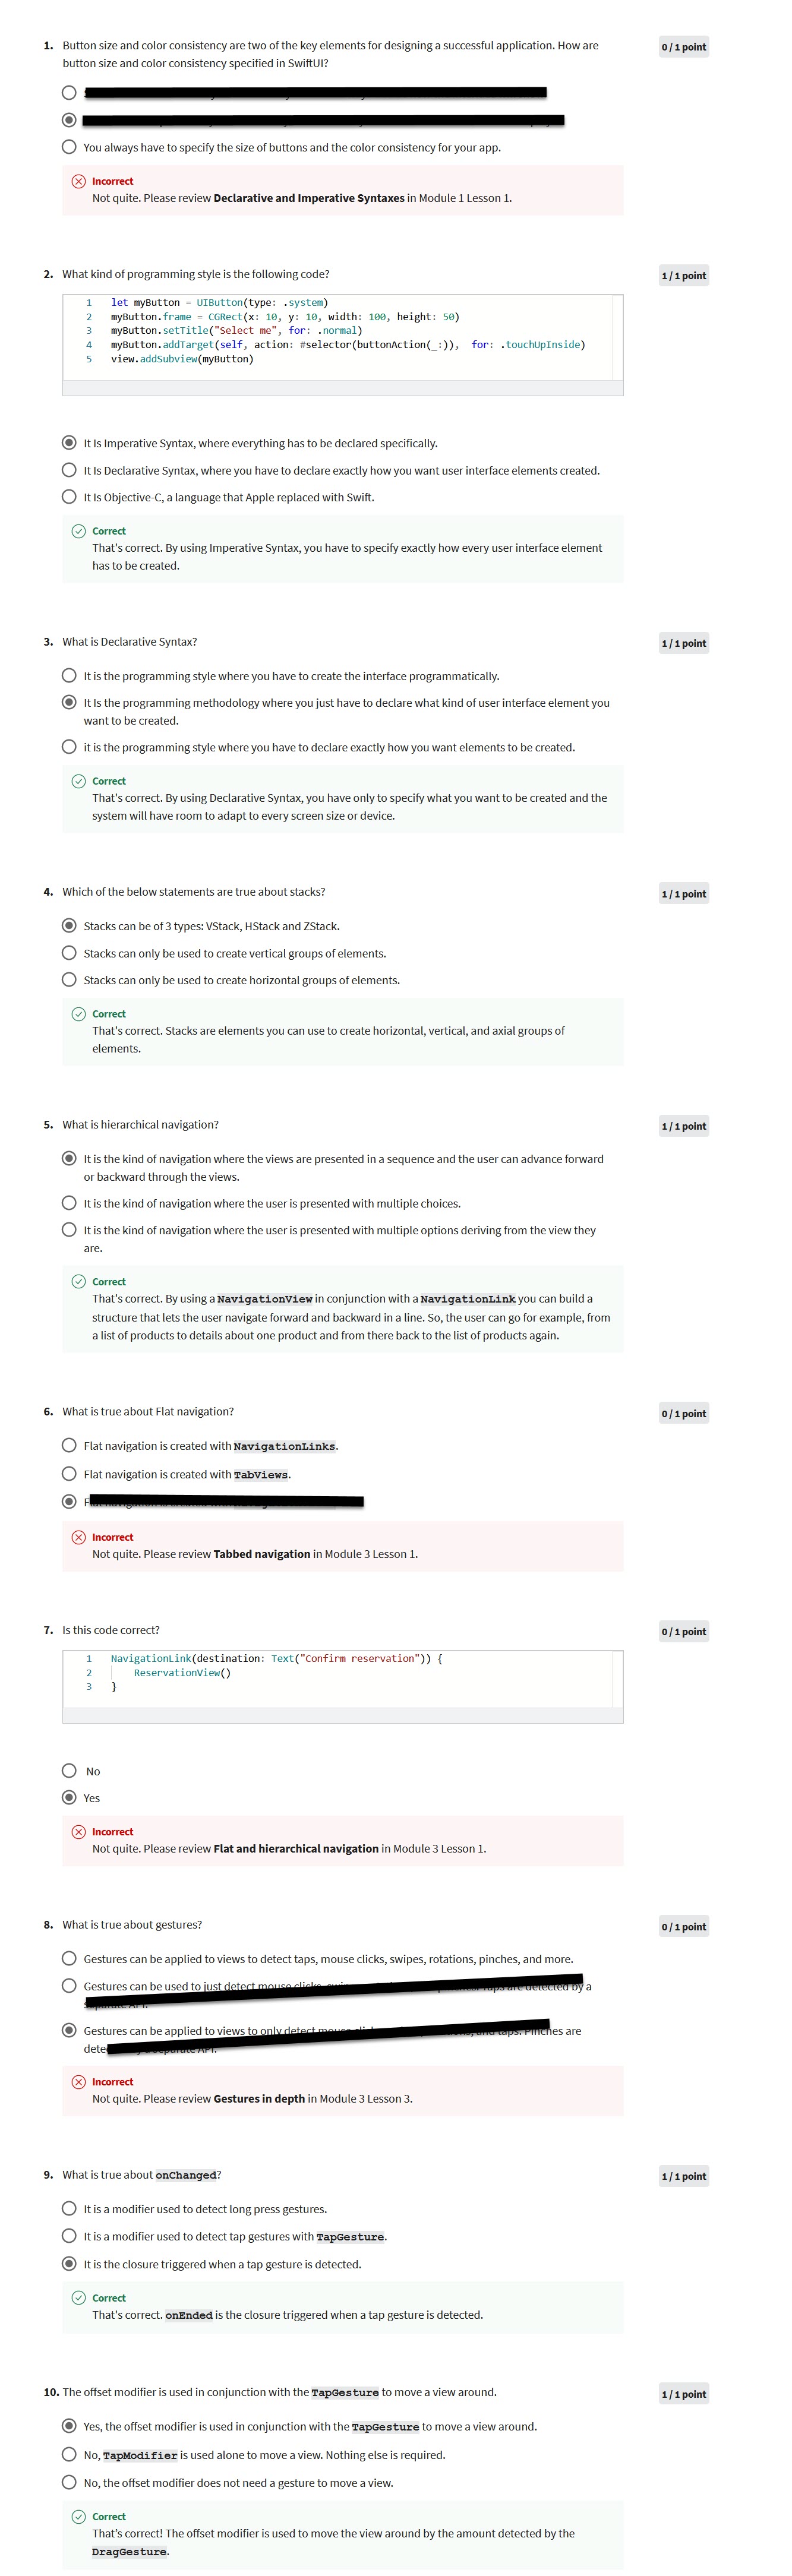 1. Button size and color consistency are two of the key elements for designing a successful application. How are
0 / 1 point
button size and color consistency specified in SwiftUI?
You always have to specify the size of buttons and the color consistency for your app.
Incorrect
Not quite. Please review Declarative and Imperative Syntaxes in Module 1 Lesson 1.
2. What kind of programming style is the following code?
1 / 1 point
1 let myButton = UIButton(type: .system)
2 myButton.frame = CGRect(x: 10, y: 10, width: 100, height: 50)
3 myButton.setTitle("Select me", for: .normal)
4 myButton.addTarget(self, action: #selector(buttonAction(_:)), for: .touchUpInside)
5 view.addSubview(myButton)
It Is Imperative Syntax, where everything has to be declared specifically.
It Is Declarative Syntax, where you have to declare exactly how you want user interface elements created.
It Is Objective-C, a language that Apple replaced with Swift.
Correct
That's correct. By using Imperative Syntax, you have to specify exactly how every user interface element
has to be created.
3. What is Declarative Syntax?
1 / 1 point
It is the programming style where you have to create the interface programmatically.
It Is the programming methodology where you just have to declare what kind of user interface element you
want to be created.
it is the programming style where you have to declare exactly how you want elements to be created.
Correct
That's correct. By using Declarative Syntax, you have only to specify what you want to be created and the
system will have room to adapt to every screen size or device.
4. Which of the below statements are true about stacks?
1 / 1 point
Stacks can be of 3 types: VStack, HStack and ZStack.
Stacks can only be used to create vertical groups of elements.
Stacks can only be used to create horizontal groups of elements.
Correct
That's correct. Stacks are elements you can use to create horizontal, vertical, and axial groups of
elements.
5. What is hierarchical navigation?
1 / 1 point
It is the kind of navigation where the views are presented in a sequence and the user can advance forward
or backward through the views.
It is the kind of navigation where the user is presented with multiple choices.
It is the kind of navigation where the user is presented with multiple options deriving from the view they
are.
Correct
That's correct. By using a NavigationView in conjunction with a NavigationLink you can build a
structure that lets the user navigate forward and backward in a line. So, the user can go for example, from
a list of products to details about one product and from there back to the list of products again.
6. What is true about Flat navigation?
0 / 1 point
Flat navigation is created with NavigationLinks.
Flat navigation is created with TabViews.
Incorrect
Not quite. Please review Tabbed navigation in Module 3 Lesson 1.
7. Is this code correct?
0 / 1 point
1 NavigationLink(destination: Text("Confirm reservation")) {
2 ReservationView()
3 }
No
Yes
Incorrect
Not quite. Please review Flat and hierarchical navigation in Module 3 Lesson 1.
8. What is true about gestures?
0 / 1 point
Gestures can be applied to views to detect taps, mouse clicks, swipes, rotations, pinches, and more.
Gestures can be used to just detect mouse detected by a
Gestures can be applied to views to only detect Pinches are
Incorrect
Not quite. Please review Gestures in depth in Module 3 Lesson 3.
9. What is true about onChanged?
1 / 1 point
It is a modifier used to detect long press gestures.
It is a modifier used to detect tap gestures with TapGesture.
It is the closure triggered when a tap gesture is detected.
Correct
That's correct. onEnded is the closure triggered when a tap gesture is detected.
10. The offset modifier is used in conjunction with the TapGesture to move a view around.
1 / 1 point
Yes, the offset modifier is used in conjunction with the TapGesture to move a view around.
No, TapModifier is used alone to move a view. Nothing else is required.
No, the offset modifier does not need a gesture to move a view.
Correct
That's correct! The offset modifier is used to move the view around by the amount detected by the
DragGesture.